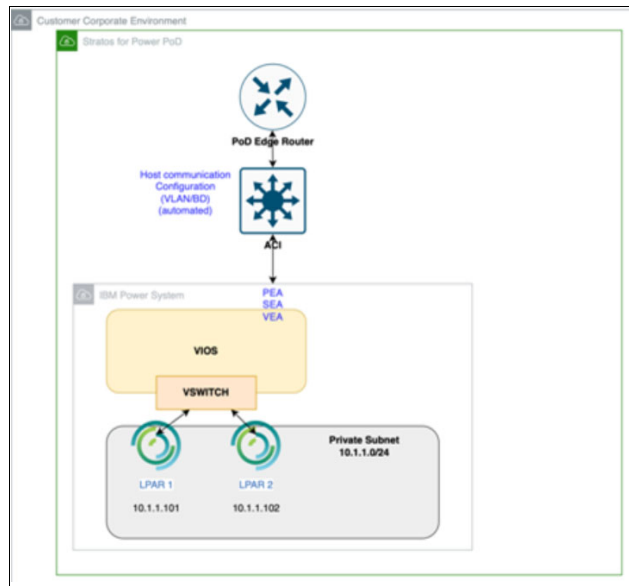 Customer Corporate Environment
Stratos for Power PoD
PoD Edge Router
Host communication
Configuration
(VLAN/BD)
(automated)
ACI
IBM Power System
PEA
SEA
VEA
VIOS
VSWITCH
Private Subnet
10.1.1.0/24
LPAR 1
LPAR 2
10.1.1.101
10.1.1.102